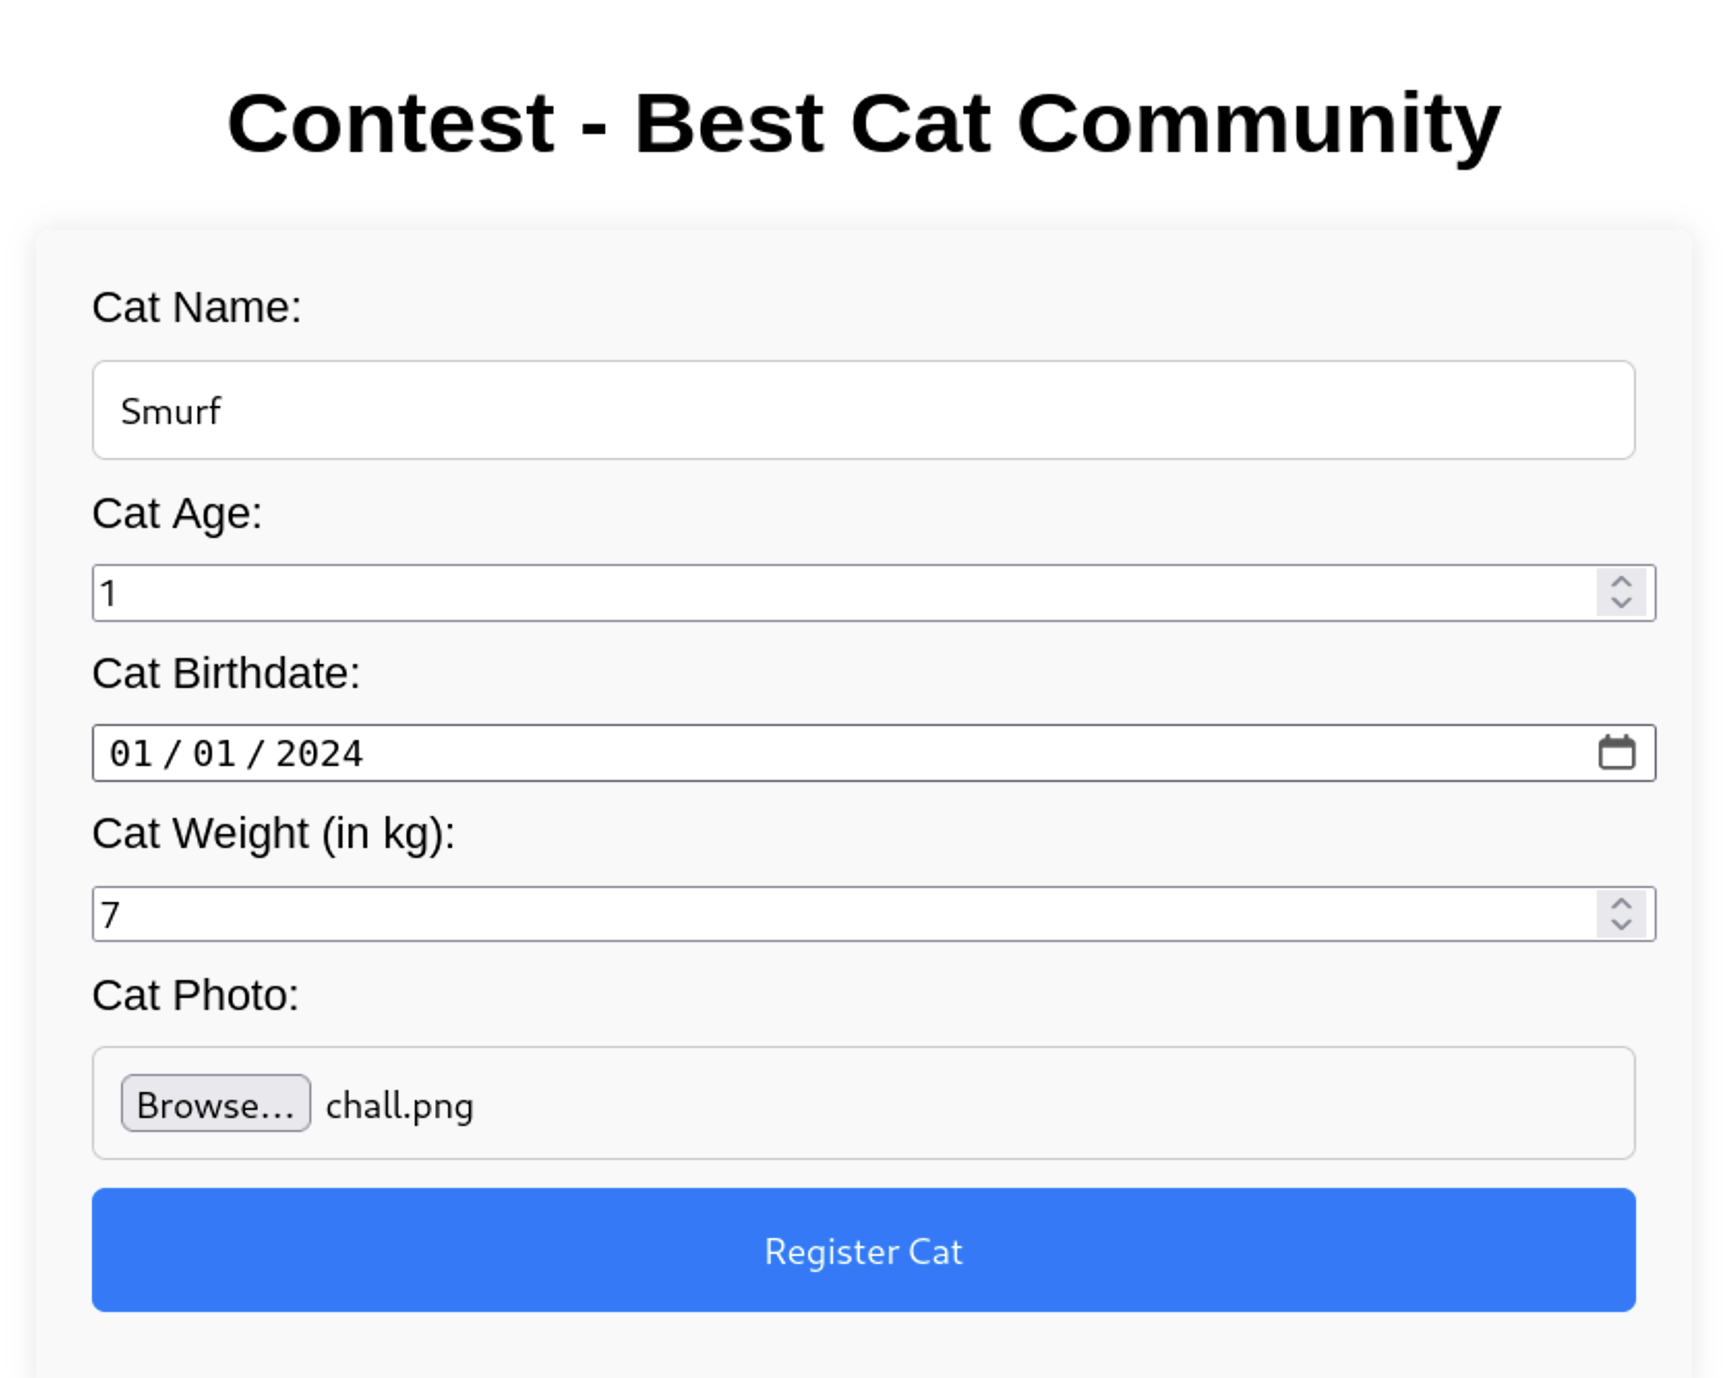 Contest - Best Cat Community
Cat Name:
Smurf
Cat Age:
1
Cat Birthdate:
01/01/2024
Cat Weight (in kg):
7
Cat Photo:
Browse... chall.png
Register Cat